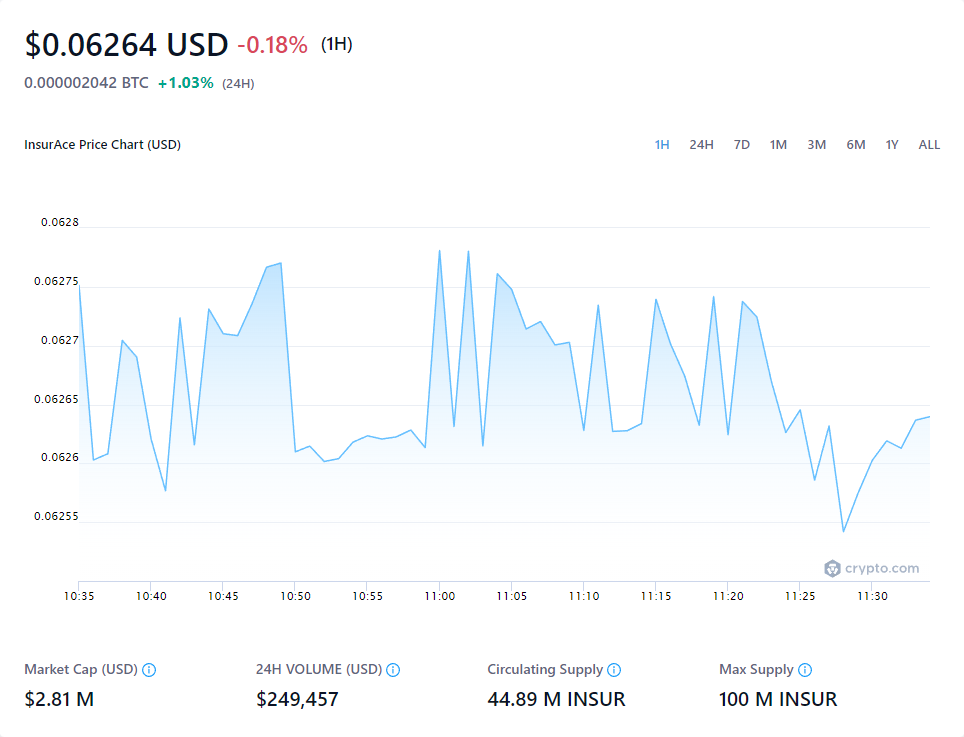 $0.06264 USD -0.18% (1H)
0.000002042 BTC +1.03% (24H)
InsurAce Price Chart (USD)
1H 24H 7D 1M 3M 6M 1Y ALL
0.0628
0.06275
0.0627
0.06265
0.0626
0.06255
crypto.com
10:35 10:40 10:45 10:50 10:55 11:00 11:05 11:10 11:15 11:20 11:25 11:30
Market Cap (USD) 24H VOLUME (USD) Circulating Supply Max Supply
$2.81 M $249,457 44.89 M INSUR 100 M INSUR